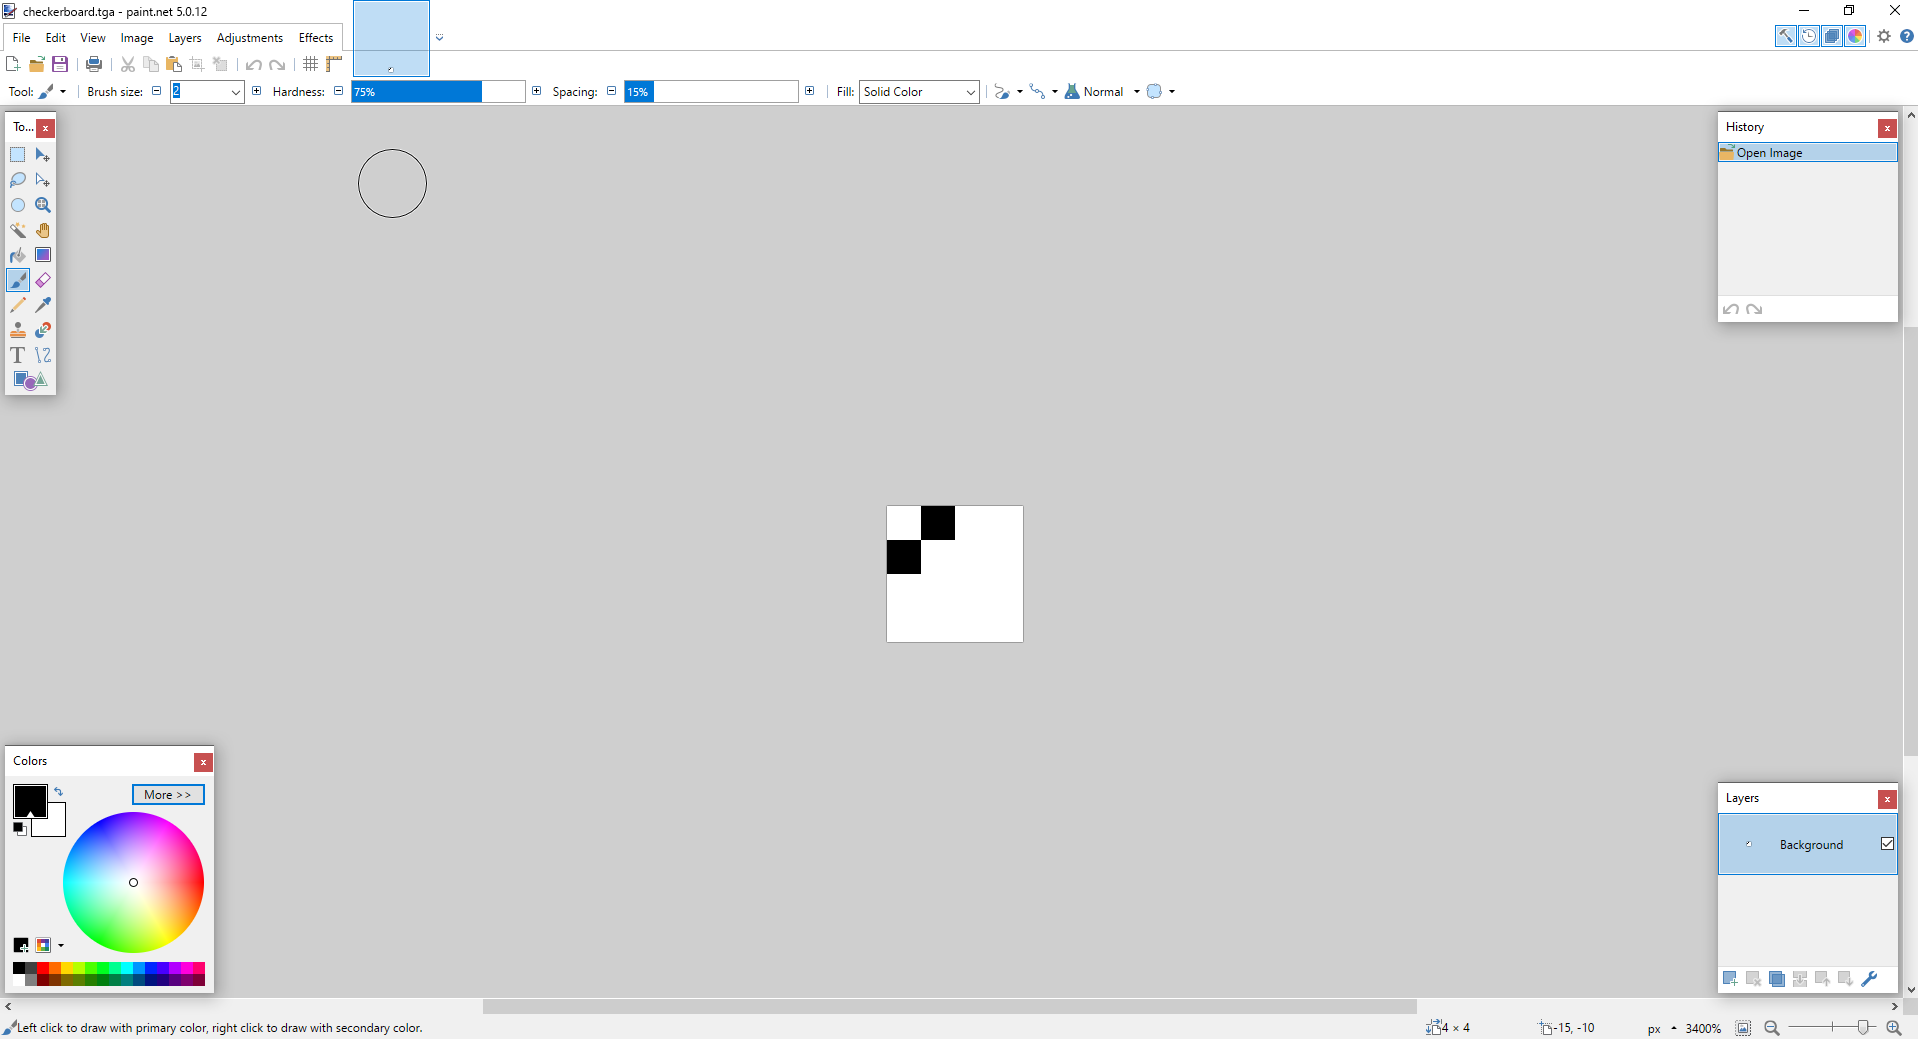 checkerboard.tga - paint.net 5.0.12
File Edit View Image Layers Adjustments Effects
Tool: Brush size: 2 Hardness: 75% Spacing: 15% Fill: Solid Color Normal
To... x
History x
Open Image
T
Colors x
More >>
Layers x
Background
Left click to draw with primary color, right click to draw with secondary color. 4 × 4 -15, -10 px 3400%